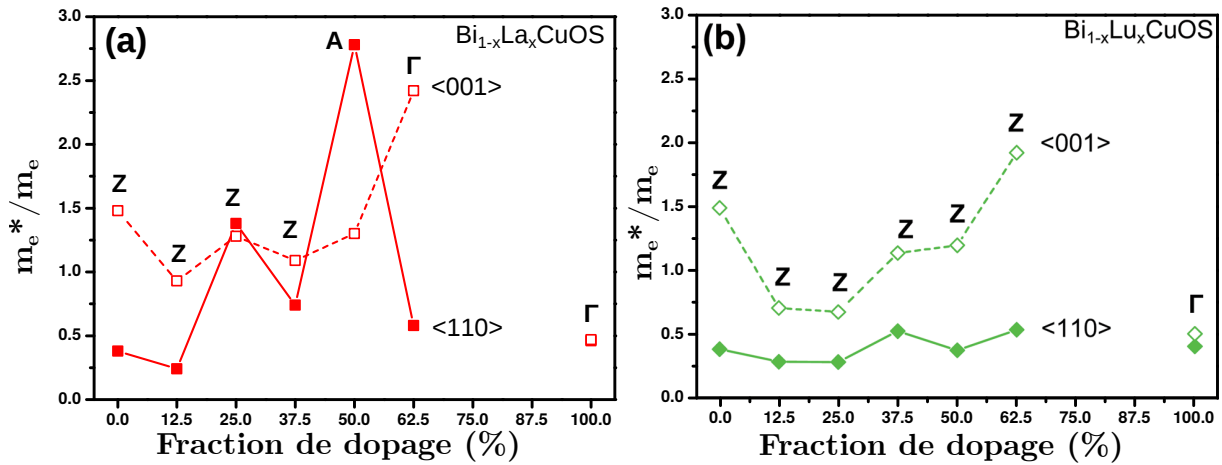 (a)
Bi1-xLaxCuOS
me*/me
3.0
2.5
2.0
1.5
1.0
0.5
0.0
Z
Z
Z
Z
A
Γ
Γ
<001>
<110>
0.0 12.5 25.0 37.5 50.0 62.5 75.0 87.5 100.0
Fraction de dopage (%)
(b)
Bi1-xLuxCuOS
me*/me
3.0
2.5
2.0
1.5
1.0
0.5
0.0
Z
Z
Z
Z
Z
Z
Γ
<001>
<110>
0.0 12.5 25.0 37.5 50.0 62.5 75.0 87.5 100.0
Fraction de dopage (%)